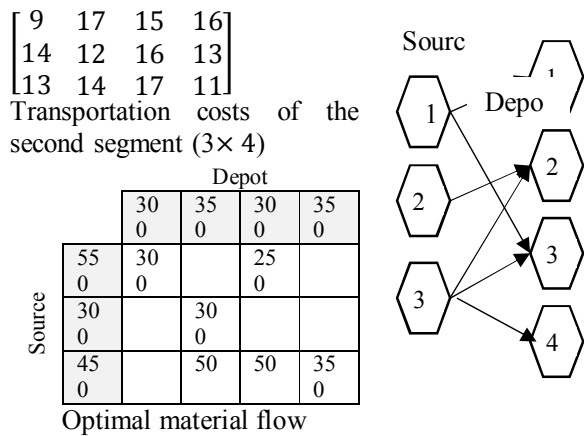 9 17 15 16
14 12 16 13
13 14 17 11
Transportation costs of the
second segment (3× 4)
Depot
30 35 30 35
0 0 0 0
55 30 25
0 0 0
30 30
0 0
45 50 50 35
0 0
Source
Optimal material flow
Sourc
Depo
1
1
2
2
3
3
4